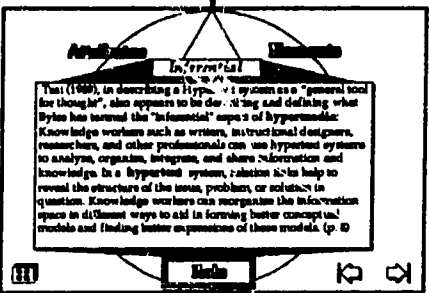 Attributes Elements
Inferential
Tsai (1989), in describing a Hypertext system as a "general tool
for thought", also appears to be describing and defining what
Byles has termed the "inferential" aspect of hypermedia:
Knowledge workers such as writers, instructional designers,
researchers, and other professionals can use hypertext systems
to analyze, organize, integrate, and share information and
knowledge. In a hypertext system, relation links help to
reveal the structure of the issue, problem, or solution in
question. Knowledge workers can reorganize the information
space in different ways to aid in forming better conceptual
models and finding better expressions of these models. (p. 8)